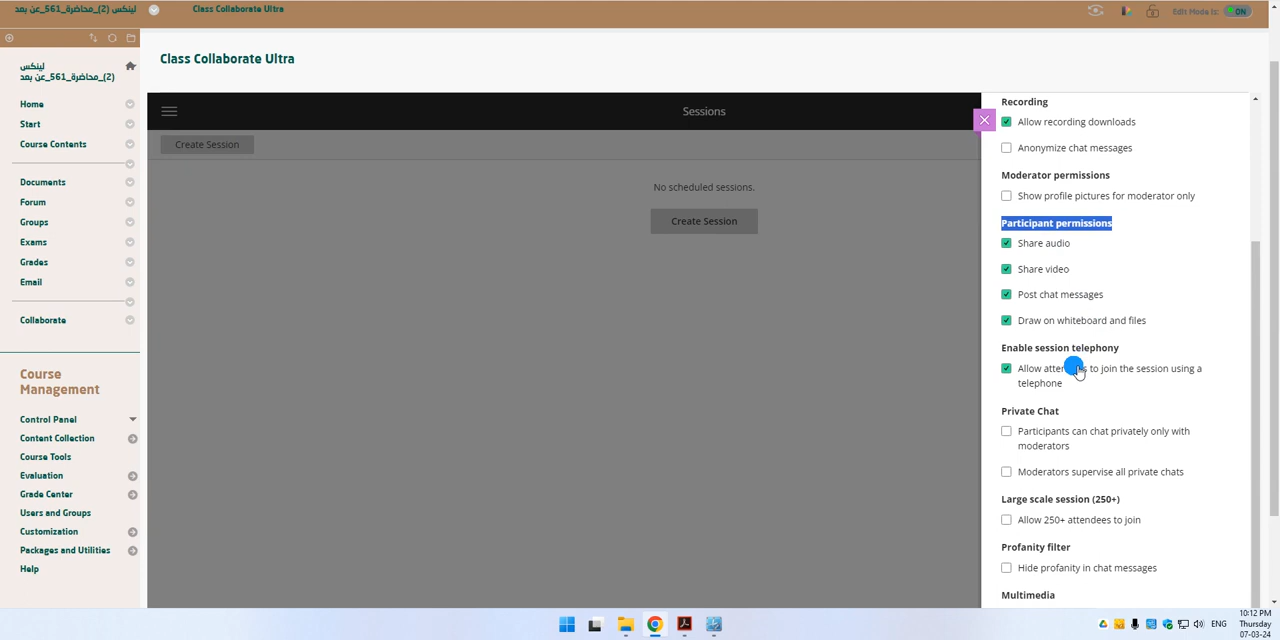 لينكس (2)_محاضرة_561_عن بعد
Class Collaborate Ultra
Edit Mode is:
ON
لينكس
(2)_محاضرة_561_عن بعد
Home
Start
Course Contents
Documents
Forum
Groups
Exams
Grades
Email
Collaborate
Course
Management
Control Panel
Content Collection
Course Tools
Evaluation
Grade Center
Users and Groups
Customization
Packages and Utilities
Help
Class Collaborate Ultra
Sessions
Create Session
No scheduled sessions.
Create Session
Recording
Allow recording downloads
Anonymize chat messages
Moderator permissions
Show profile pictures for moderator only
Participant permissions
Share audio
Share video
Post chat messages
Draw on whiteboard and files
Enable session telephony
Allow to join the session using a
telephone
Private Chat
Participants can chat privately only with
moderators
Moderators supervise all private chats
Large scale session (250+)
Allow 250+ attendees to join
Profanity filter
Hide profanity in chat messages
Multimedia
ENG
10:12 PM
Thursday
07-03-24